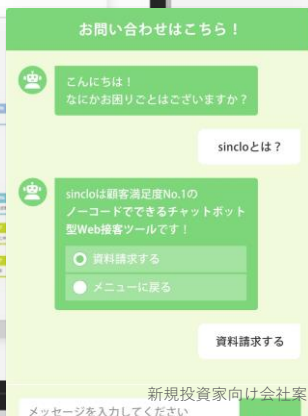 お問い合わせはこちら！
こんにちは！
なにかお困りごとはございますか？
sincloとは？
sincloは顧客満足度No.1の
ノーコードでできるチャットボット
型Web接客ツールです！
資料請求する
メニューに戻る
資料請求する
新規投資家向け会社案
メッセージを入力してください